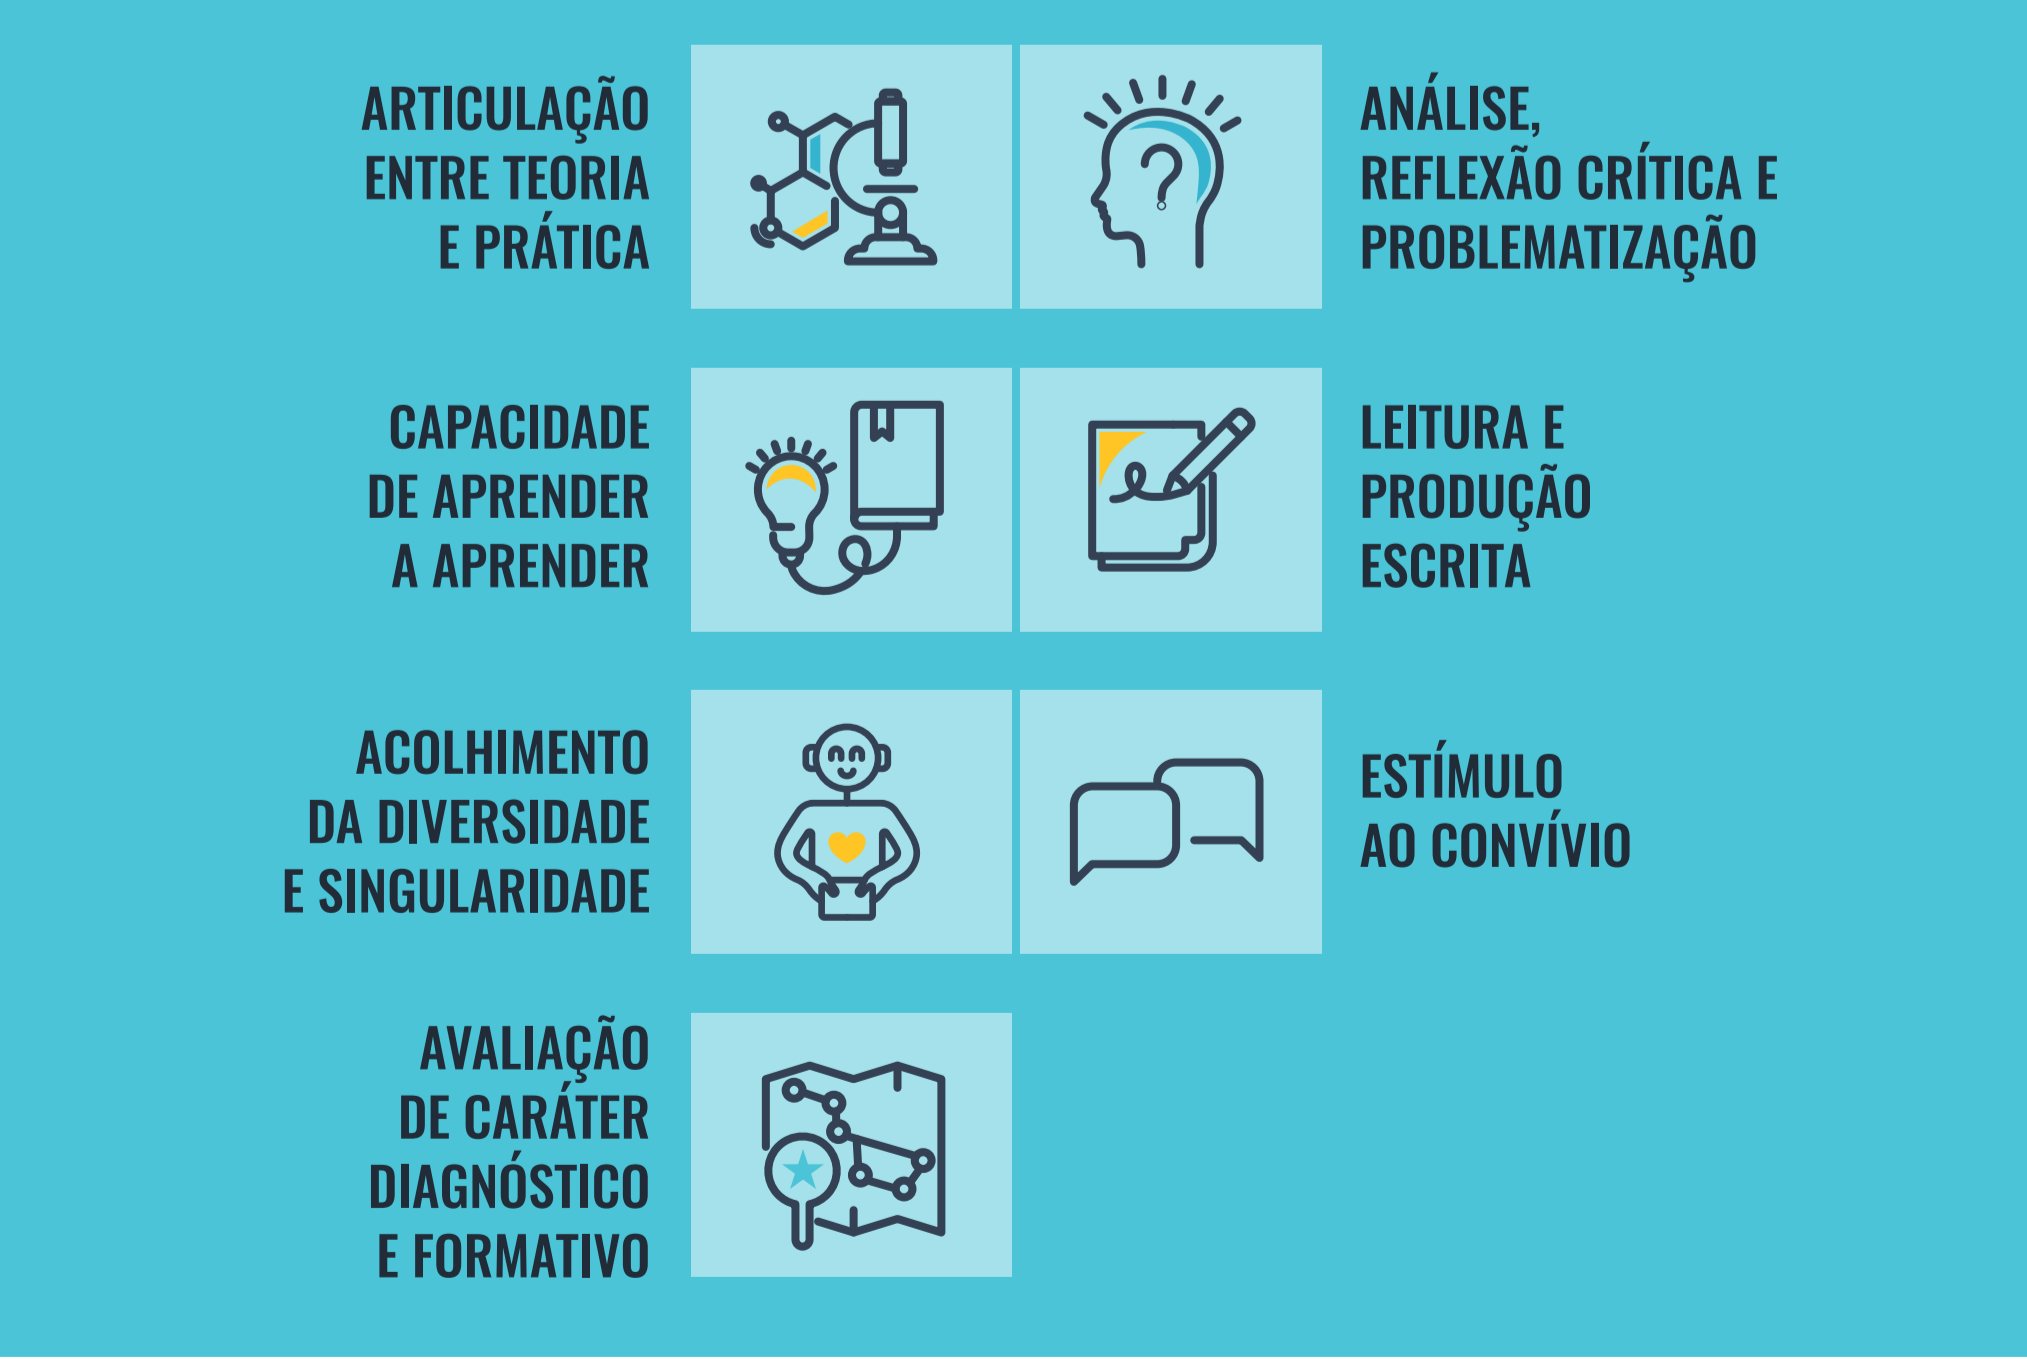 ARTICULAÇÃO
ENTRE TEORIA
E PRÁTICA
ANÁLISE,
REFLEXÃO CRÍTICA E
PROBLEMATIZAÇÃO
CAPACIDADE
DE APRENDER
A APRENDER
LEITURA E
PRODUÇÃO
ESCRITA
ACOLHIMENTO
DA DIVERSIDADE
E SINGULARIDADE
ESTÍMULO
AO CONVÍVIO
AVALIAÇÃO
DE CARÁTER
DIAGNÓSTICO
E FORMATIVO